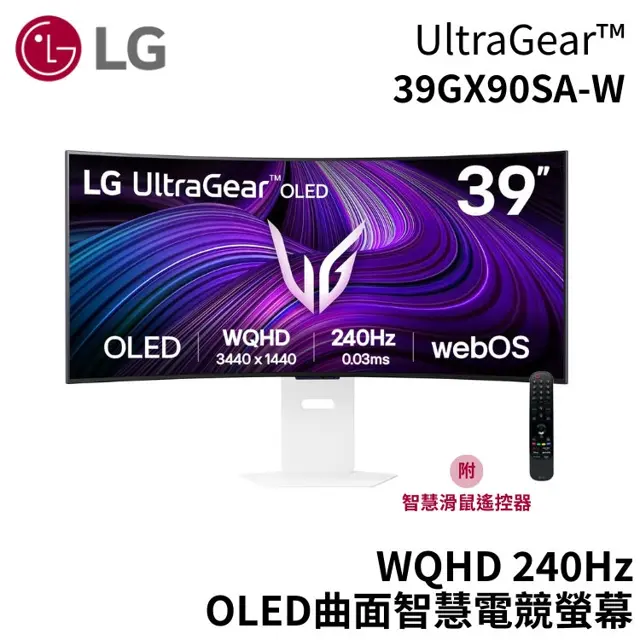 LG
UltraGear™
39GX90SA-W
LG UltraGear™ OLED
39"
OLED
WQHD
3440 x 1440
240Hz
0.03ms
webOS
附
智慧滑鼠遙控器
WQHD 240Hz
OLED曲面智慧電競螢幕